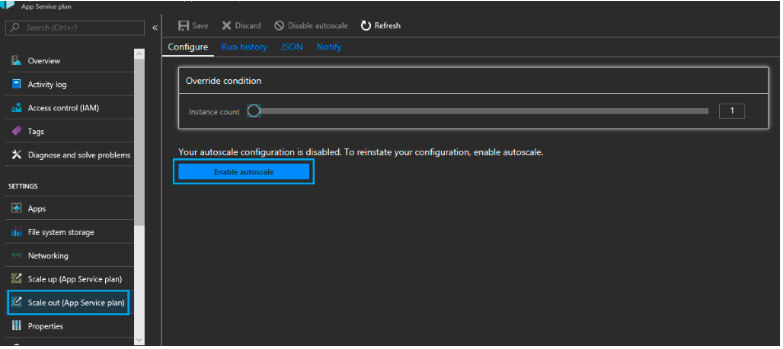 App Service plan
Search (Ctrl+/)
«
Save
Discard
Disable autoscale
Refresh
Configure
Run history
JSON
Notify
Overview
Activity log
Access control (IAM)
Tags
Diagnose and solve problems
SETTINGS
Apps
File system storage
Networking
Scale up (App Service plan)
Scale out (App Service plan)
Properties
Override condition
Instance count
1
Your autoscale configuration is disabled. To reinstate your configuration, enable autoscale.
Enable autoscale